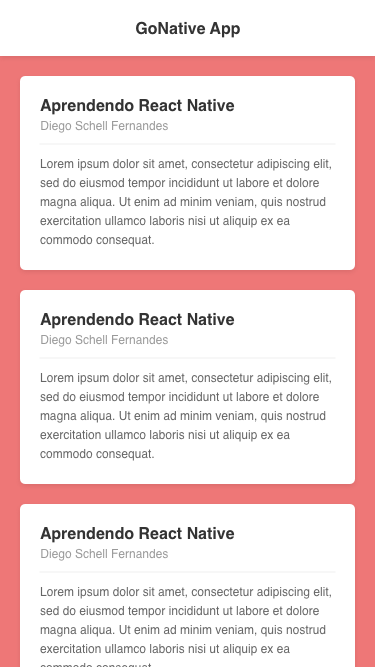 GoNative App
Aprendendo React Native
Diego Schell Fernandes
Lorem ipsum dolor sit amet, consectetur adipiscing elit,
sed do eiusmod tempor incididunt ut labore et dolore
magna aliqua. Ut enim ad minim veniam, quis nostrud
exercitation ullamco laboris nisi ut aliquip ex ea
commodo consequat.
Aprendendo React Native
Diego Schell Fernandes
Lorem ipsum dolor sit amet, consectetur adipiscing elit,
sed do eiusmod tempor incididunt ut labore et dolore
magna aliqua. Ut enim ad minim veniam, quis nostrud
exercitation ullamco laboris nisi ut aliquip ex ea
commodo consequat.
Aprendendo React Native
Diego Schell Fernandes
Lorem ipsum dolor sit amet, consectetur adipiscing elit,
sed do eiusmod tempor incididunt ut labore et dolore
magna aliqua. Ut enim ad minim veniam, quis nostrud
exercitation ullamco laboris nisi ut aliquip ex ea
commodo consequat.